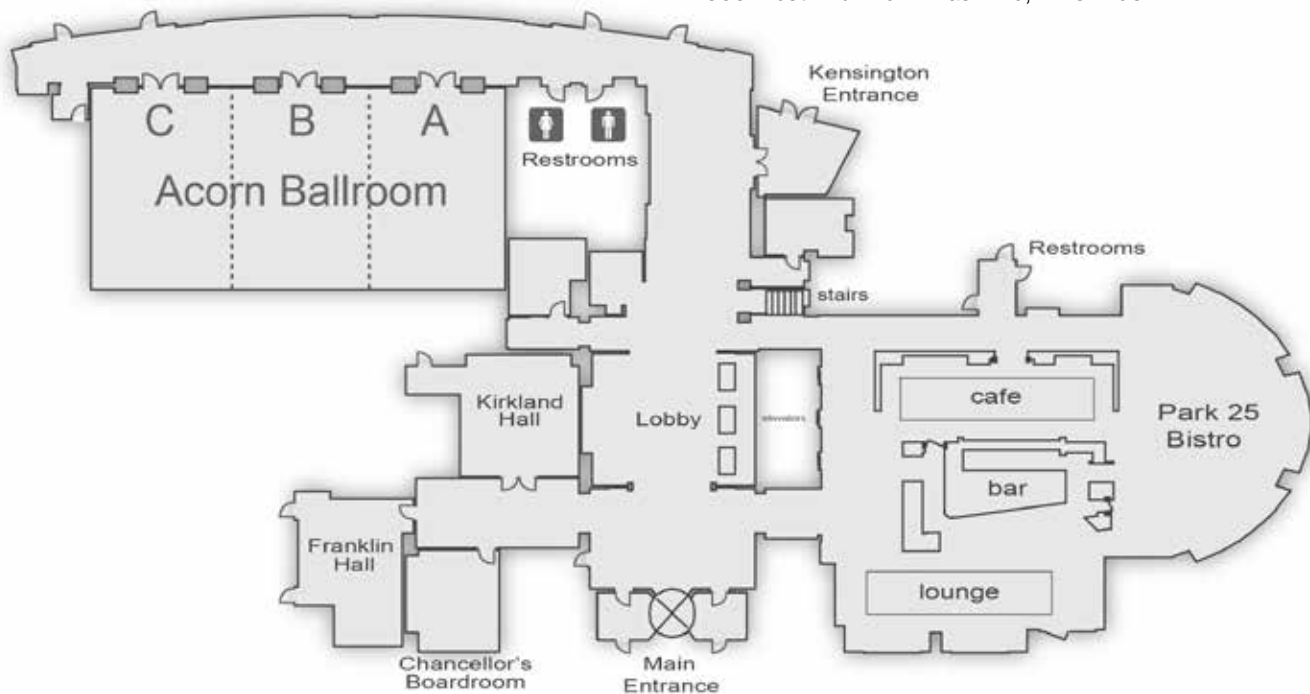 Kensington
Entrance
C
B
A
Restrooms
Acorn Ballroom
Restrooms
stairs
Kirkland
Hall
Lobby
elevators
cafe
Park 25
Bistro
bar
Franklin
Hall
lounge
Chancellor's
Boardroom
Main
Entrance